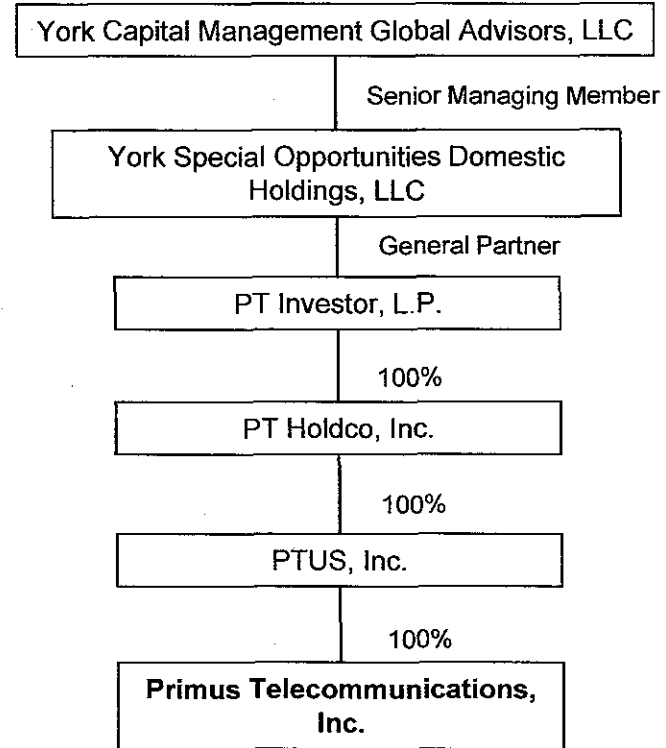 York Capital Management Global Advisors, LLC
Senior Managing Member
York Special Opportunities Domestic
Holdings, LLC
General Partner
PT Investor, L.P.
100%
PT Holdco, Inc.
100%
PTUS, Inc.
100%
Primus Telecommunications,
Inc.